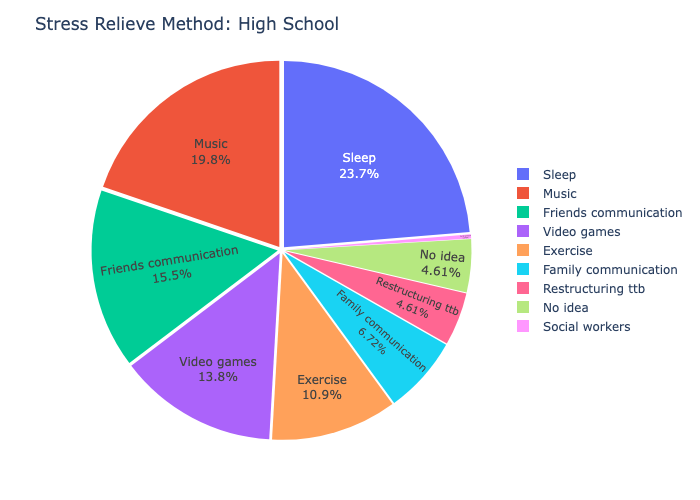 Stress Relieve Method: High School
Music
19.8%
Sleep
23.7%
Friends communication
15.5%
No idea
4.61%
Restructuring ttb
4.61%
Family communication
6.72%
Video games
13.8%
Exercise
10.9%
Sleep
Music
Friends communication
Video games
Exercise
Family communication
Restructuring ttb
No idea
Social workers